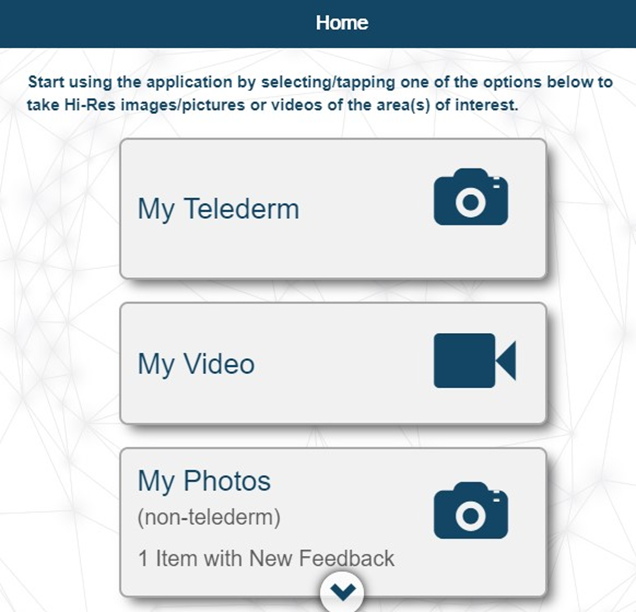 Home
Start using the application by selecting/tapping one of the options below to
take Hi-Res images/pictures or videos of the area(s) of interest.
My Telederm
My Video
My Photos
(non-telederm)
1 Item with New Feedback